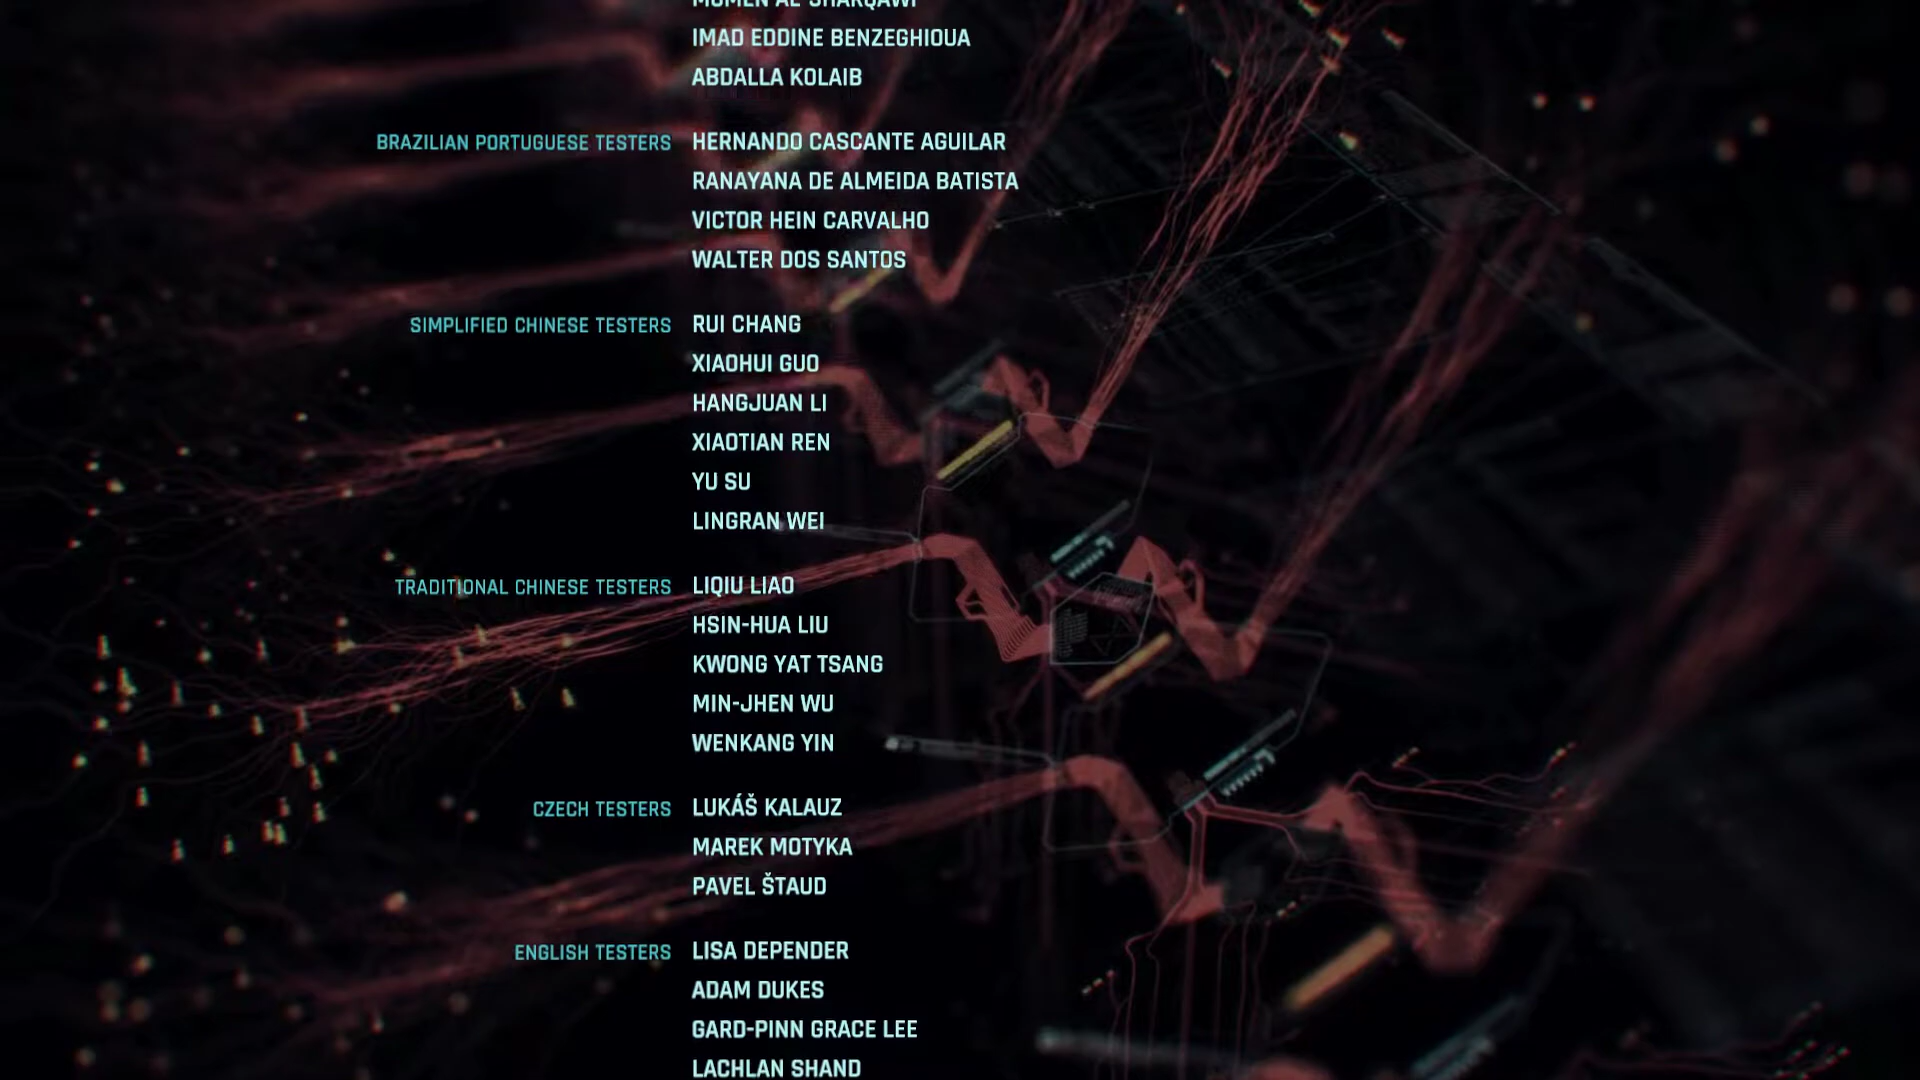 IMAD EDDINE BENZEGHIOUA
ABDALLA KOLAIB
BRAZILIAN PORTUGUESE TESTERS HERNANDO CASCANTE AGUILAR
RANAYANA DE ALMEIDA BATISTA
VICTOR HEIN CARVALHO
WALTER DOS SANTOS
SIMPLIFIED CHINESE TESTERS RUI CHANG
XIAOHUI GUO
HANGJUAN LI
XIAOTIAN REN
YU SU
LINGRAN WEI
TRADITIONAL CHINESE TESTERS LIQIU LIAO
HSIN-HUA LIU
KWONG YAT TSANG
MIN-JHEN WU
WENKANG YIN
CZECH TESTERS LUKÁŠ KALAUZ
MAREK MOTYKA
PAVEL ŠTAUD
ENGLISH TESTERS LISA DEPENDER
ADAM DUKES
GARD-PINN GRACE LEE
LACHLAN SHAND